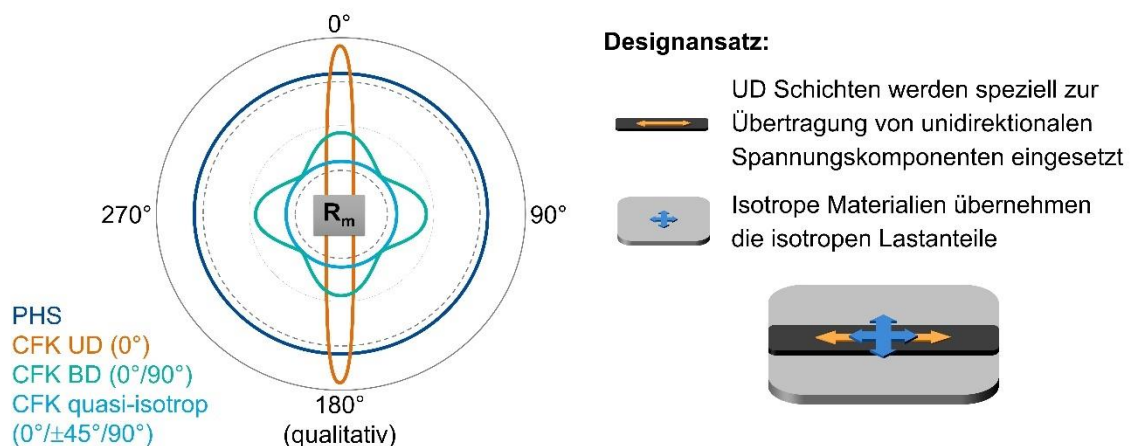 0°
270°
R_m
90°
180°
(qualitativ)
PHS
CFK UD (0°)
CFK BD (0°/90°)
CFK quasi-isotrop
(0°/±45°/90°)
Designansatz:
UD Schichten werden speziell zur
Übertragung von unidirektionalen
Spannungskomponenten eingesetzt
Isotrope Materialien übernehmen
die isotropen Lastanteile